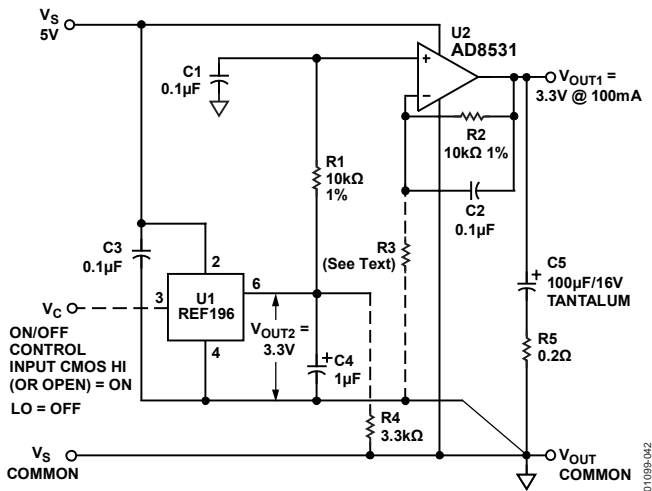 VS
5V
C1
0.1µF
U2
AD8531
+
−
VOUT1 =
3.3V @ 100mA
R2
10kΩ 1%
R1
10kΩ
1%
C2
0.1µF
C3
0.1µF
R3
(See Text)
C5
+
100µF/16V
TANTALUM
2
6
3
U1
REF196
4
VC
ON/OFF
CONTROL
INPUT CMOS HI
(OR OPEN) = ON
LO = OFF
VOUT2 =
3.3V
+
C4
1µF
R5
0.2Ω
R4
3.3kΩ
VS
COMMON
VOUT
COMMON
01099-042